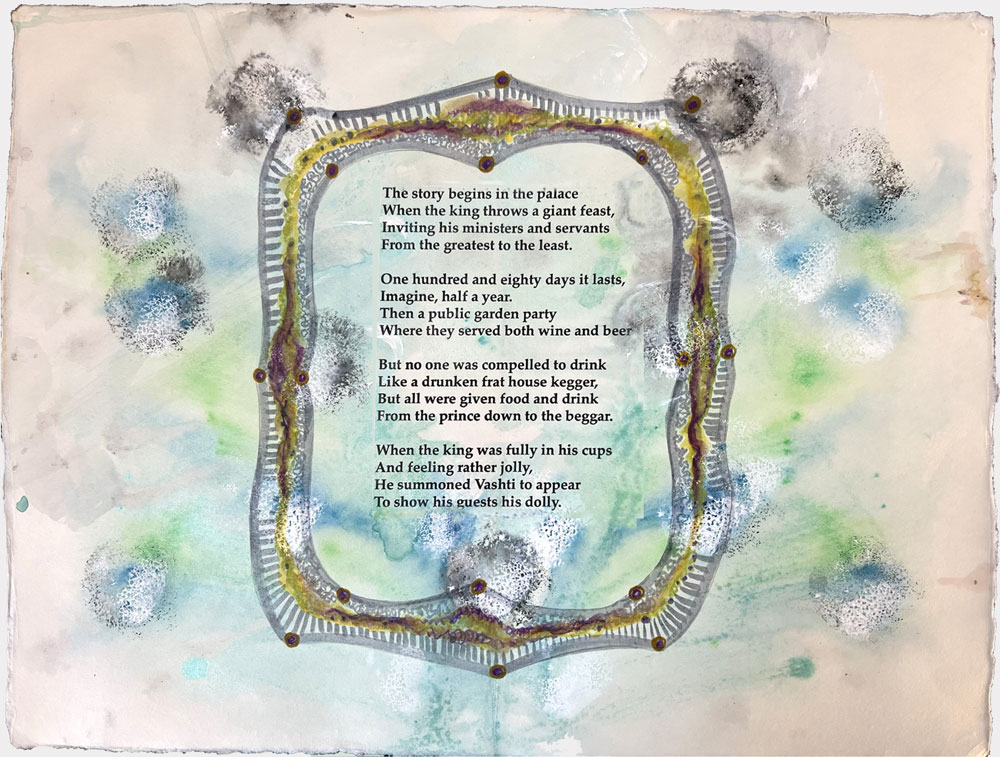 The story begins in the palace
When the king throws a giant feast,
Inviting his ministers and servants
From the greatest to the least.
One hundred and eighty days it lasts,
Imagine, half a year.
Then a public garden party
Where they served both wine and beer
But no one was compelled to drink
Like a drunken frat house kegger,
But all were given food and drink
From the prince down to the beggar.
When the king was fully in his cups
And feeling rather jolly,
He summoned Vashti to appear
To show his guests his dolly.